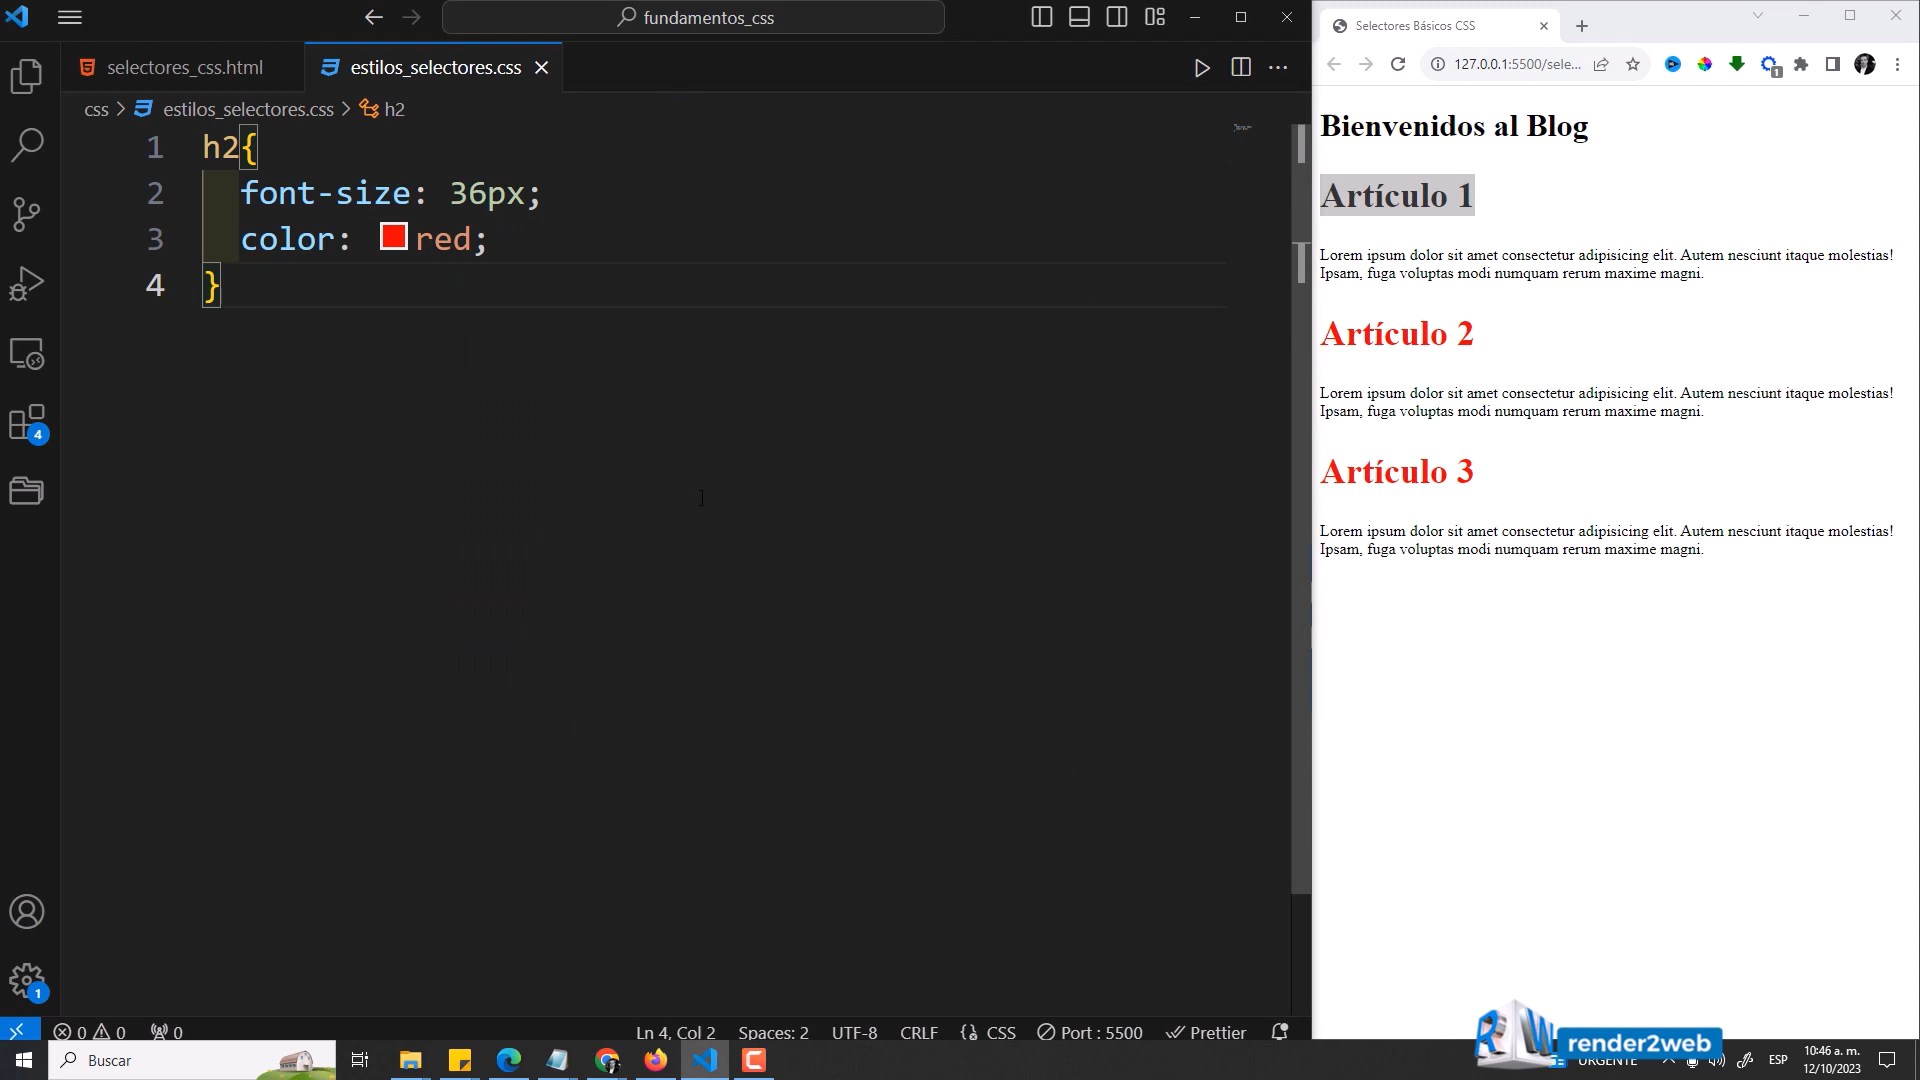 fundamentos_css
selectores_css.html
estilos_selectores.css
css
estilos_selectores.css
h2
1 h2{
2 font-size: 36px;
3 color: red;
4 }
4
1
0
0
0
Ln 4, Col 2
Spaces: 2
UTF-8
CRLF
CSS
Port : 5500
Prettier
Selectores Básicos CSS
127.0.0.1:5500/sele...
1
Bienvenidos al Blog
Artículo 1
Lorem ipsum dolor sit amet consectetur adipisicing elit. Autem nesciunt itaque molestias!
Ipsam, fuga voluptas modi numquam rerum maxime magni.
Artículo 2
Lorem ipsum dolor sit amet consectetur adipisicing elit. Autem nesciunt itaque molestias!
Ipsam, fuga voluptas modi numquam rerum maxime magni.
Artículo 3
Lorem ipsum dolor sit amet consectetur adipisicing elit. Autem nesciunt itaque molestias!
Ipsam, fuga voluptas modi numquam rerum maxime magni.
RW render2web
Buscar
URGENTE
ESP
10:46 a. m.
12/10/2023